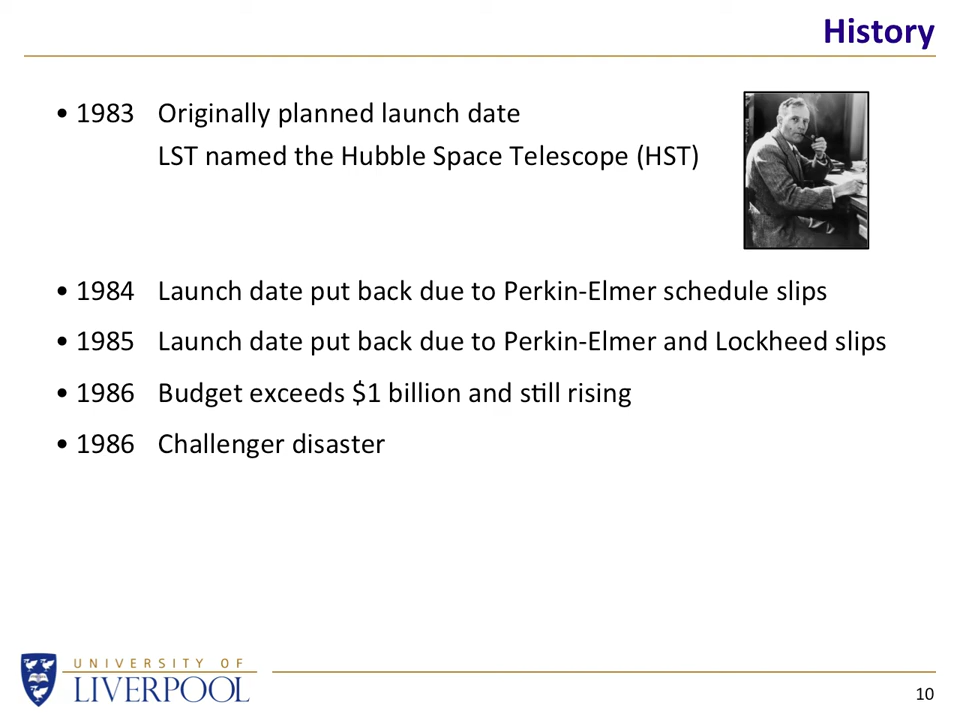 History
• 1983 Originally planned launch date
LST named the Hubble Space Telescope (HST)
• 1984 Launch date put back due to Perkin-Elmer schedule slips
• 1985 Launch date put back due to Perkin-Elmer and Lockheed slips
• 1986 Budget exceeds $1 billion and still rising
• 1986 Challenger disaster
UNIVERSITY OF
LIVERPOOL
10